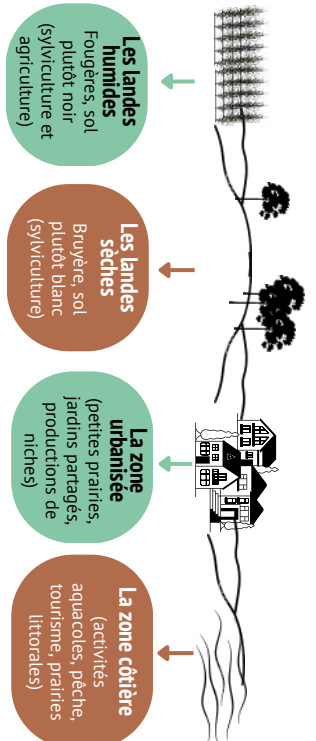 Les landes
humides
Fougères, sol
plutôt noir
(sylviculture et
agriculture)
Les landes
sèches
Bruyère, sol
plutôt blanc
(sylviculture)
La zone
urbanisée
(petites prairies,
jardins partagés,
productions de
niches)
La zone côtière
(activités
aquacoles, pêche,
tourisme, prairies
littorales)